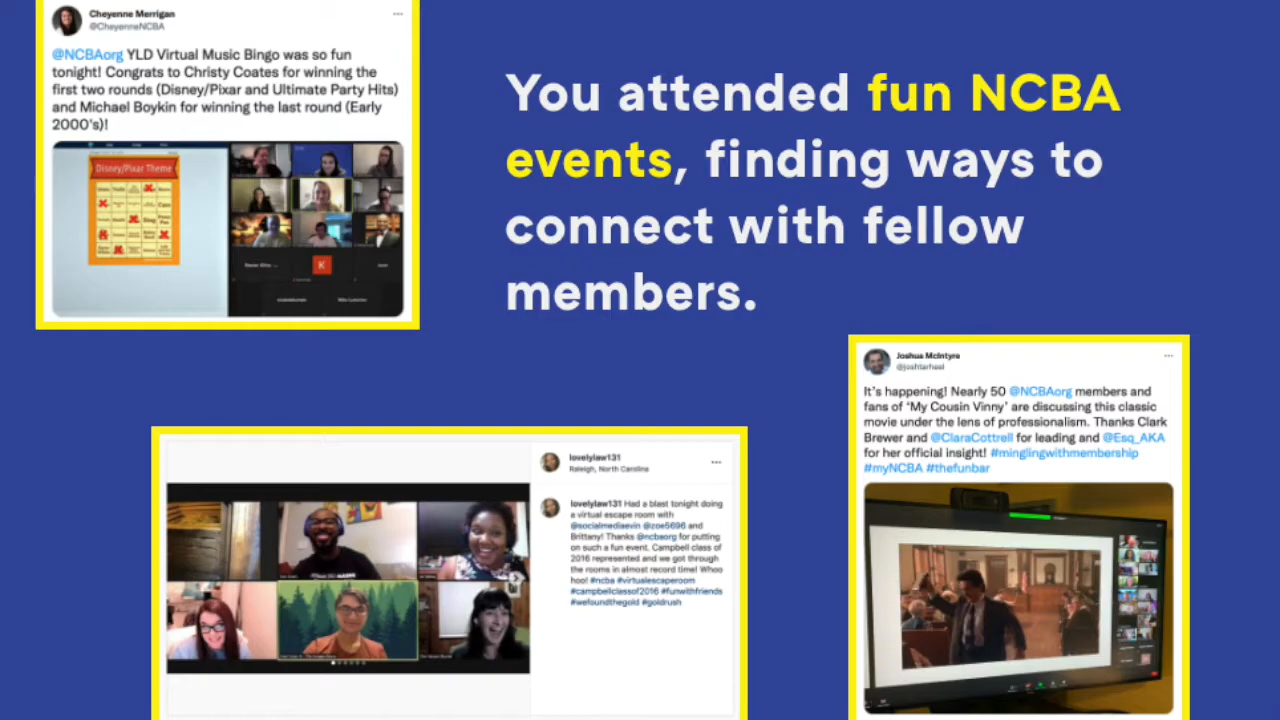 Cheyenne Merrigan
@CheyenneNCBA
@NCBAorg YLD Virtual Music Bingo was so fun
tonight! Congrats to Christy Coates for winning the
first two rounds (Disney/Pixar and Ultimate Party Hits)
and Michael Boykin for winning the last round (Early
2000's)!
Disney/Pixar Theme
K
You attended fun NCBA
events, finding ways to
connect with fellow
members.
lovelylaw131
Raleigh, North Carolina
lovelylaw131 Had a blast tonight doing
a virtual escape room with
@socialmediaevin @zoe5696 and
Brittany! Thanks @ncbaorg for putting
on such a fun event. Campbell class of
2016 represented and we got through
the rooms in almost record time! Whoo
hoo! #ncba #virtualescaperoom
#campbellclassof2016 #funwithfriends
#wefoundthegold #goldrush
Joshua McIntyre
@joshtarheel
It's happening! Nearly 50 @NCBAorg members and
fans of 'My Cousin Vinny' are discussing this classic
movie under the lens of professionalism. Thanks Clark
Brewer and @ClaraCottrell for leading and @Esq_AKA
for her official insight! #minglingwithmembership
#myNCBA #thefunbar